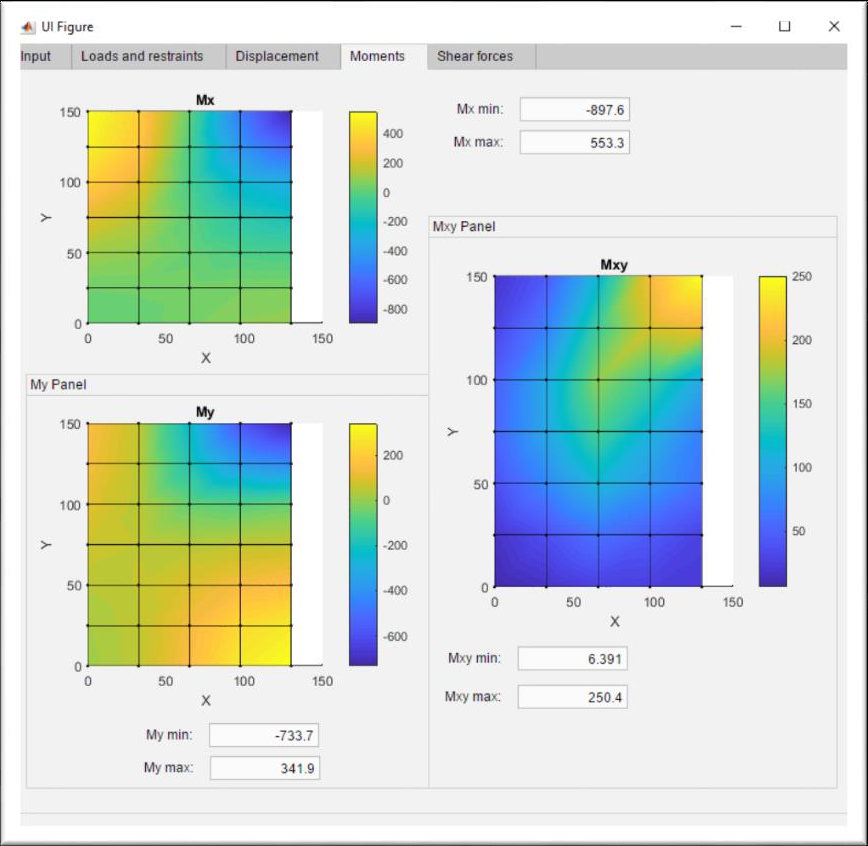 UI Figure
Input Loads and restraints Displacement Moments Shear forces
Mx
150
100
50
0
0 50 100 150
X
Y
400
200
0
-200
-400
-600
-800
Mx min: -897.6
Mx max: 553.3
My Panel
My
150
100
50
0
0 50 100 150
X
Y
200
0
-200
-400
-600
My min: -733.7
My max: 341.9
Mxy Panel
Mxy
150
100
50
0
0 50 100 150
X
Y
250
200
150
100
50
Mxy min: 6.391
Mxy max: 250.4